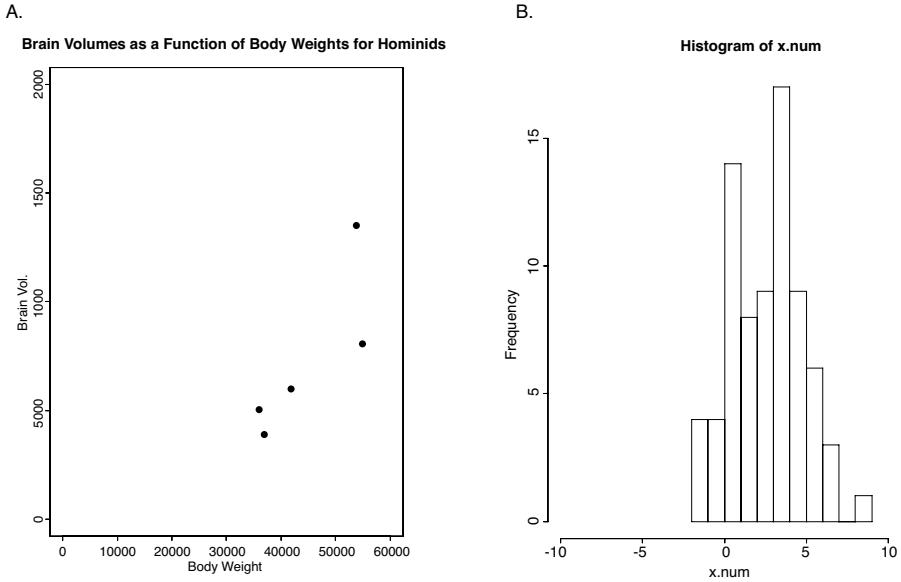 A.
Brain Volumes as a Function of Body Weights for Hominids
2000
1500
1000
5000
0
Brain Vol.
0 10000 20000 30000 40000 50000 60000
Body Weight
B.
Histogram of x.num
15
10
5
0
Frequency
-10 -5 0 5 10
x.num